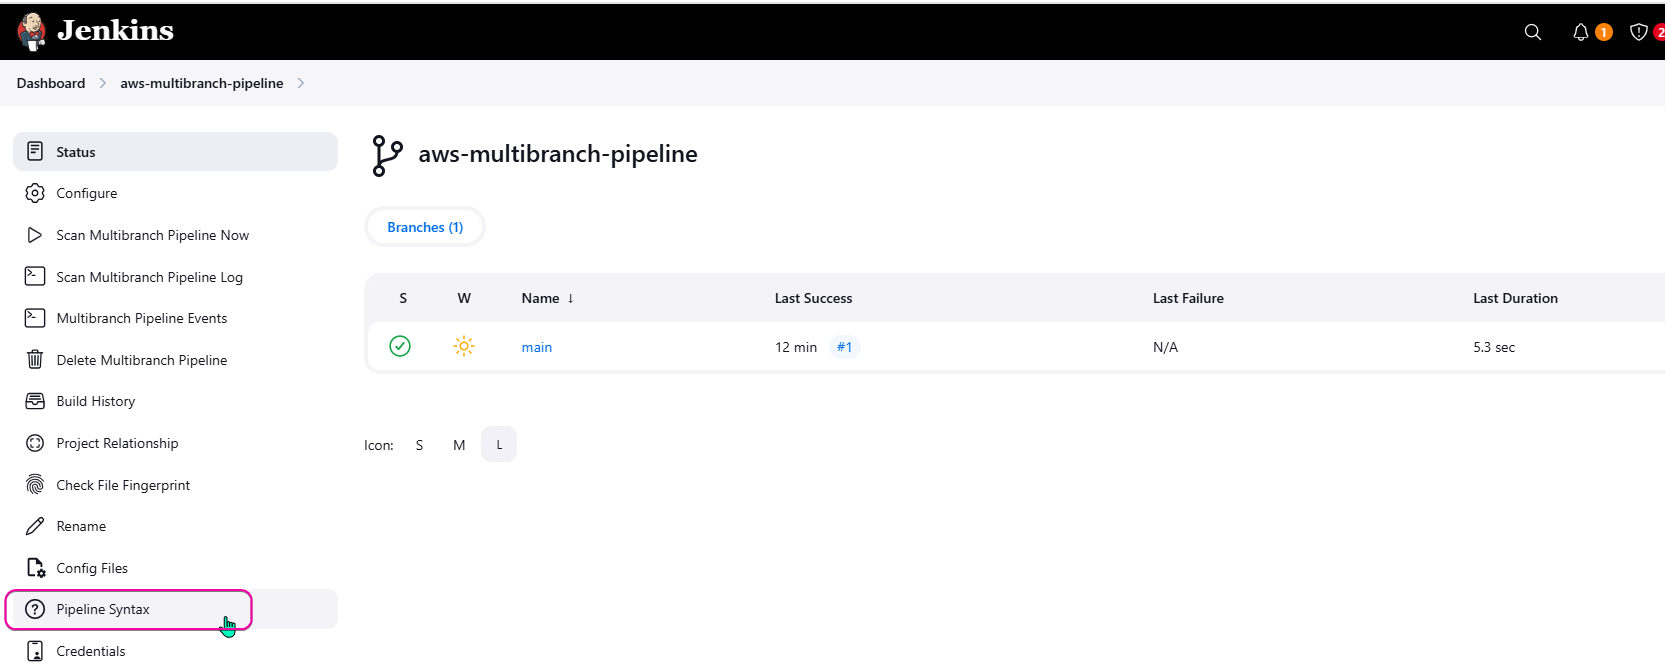 Jenkins
1
2
Dashboard
aws-multibranch-pipeline
Status
Configure
Scan Multibranch Pipeline Now
Scan Multibranch Pipeline Log
Multibranch Pipeline Events
Delete Multibranch Pipeline
Build History
Project Relationship
Check File Fingerprint
Rename
Config Files
Pipeline Syntax
Credentials
aws-multibranch-pipeline
Branches (1)
S W Name ↓ Last Success Last Failure Last Duration
main 12 min #1 N/A 5.3 sec
Icon: S M L